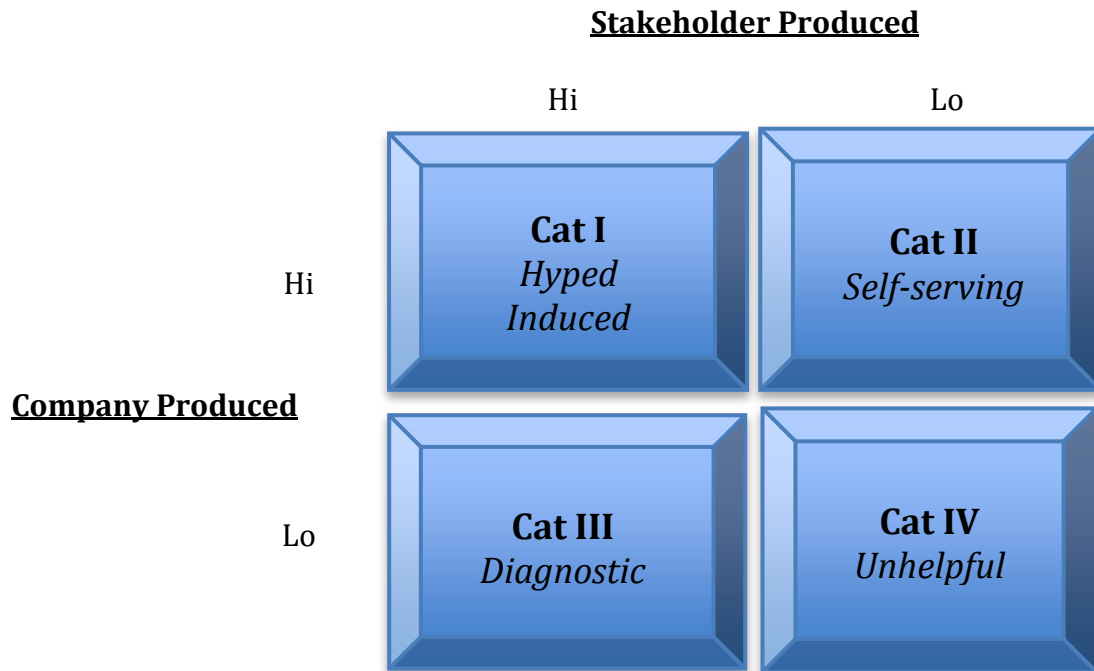 Stakeholder Produced
Hi
Lo
Hi
Cat I
Hyped
Induced
Cat II
Self-serving
Company Produced
Lo
Cat III
Diagnostic
Cat IV
Unhelpful